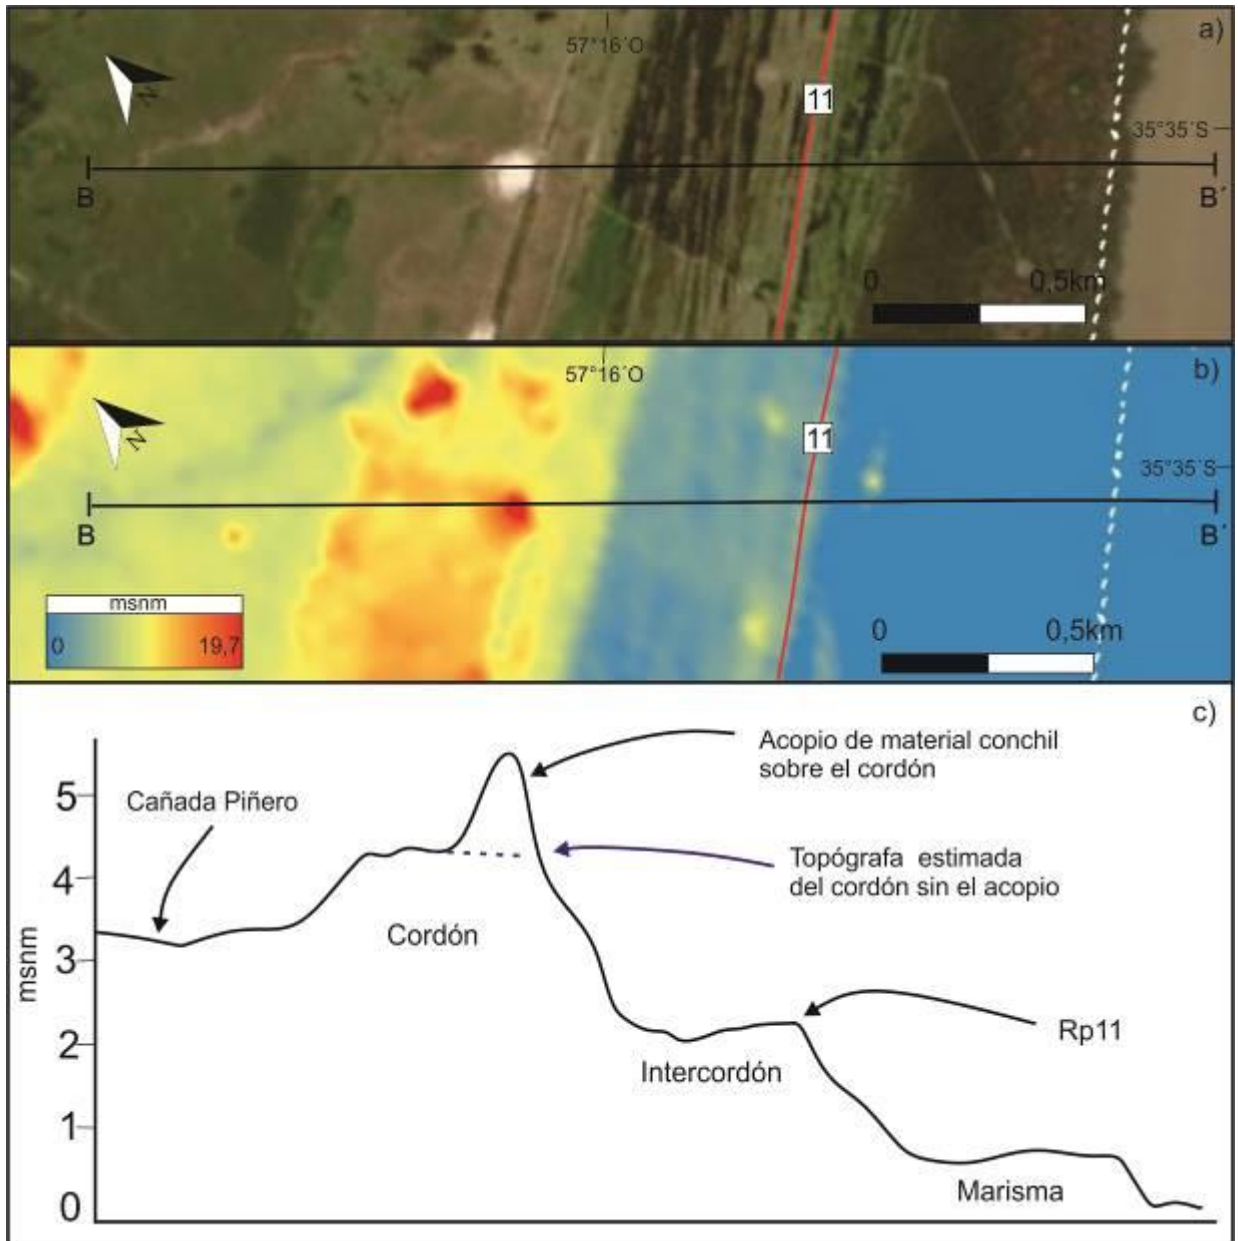 a)
57°16´O
N
11
35°35´S
B
B´
0
0,5km
b)
57°16´O
N
11
35°35´S
B
B´
msnm
0
19,7
0
0,5km
c)
Acopio de material conchil
sobre el cordón
5
Cañada Piñero
Topógrafa estimada
del cordón sin el acopio
4
Cordón
msnm
3
Rp11
2
Intercordón
1
Marisma
0